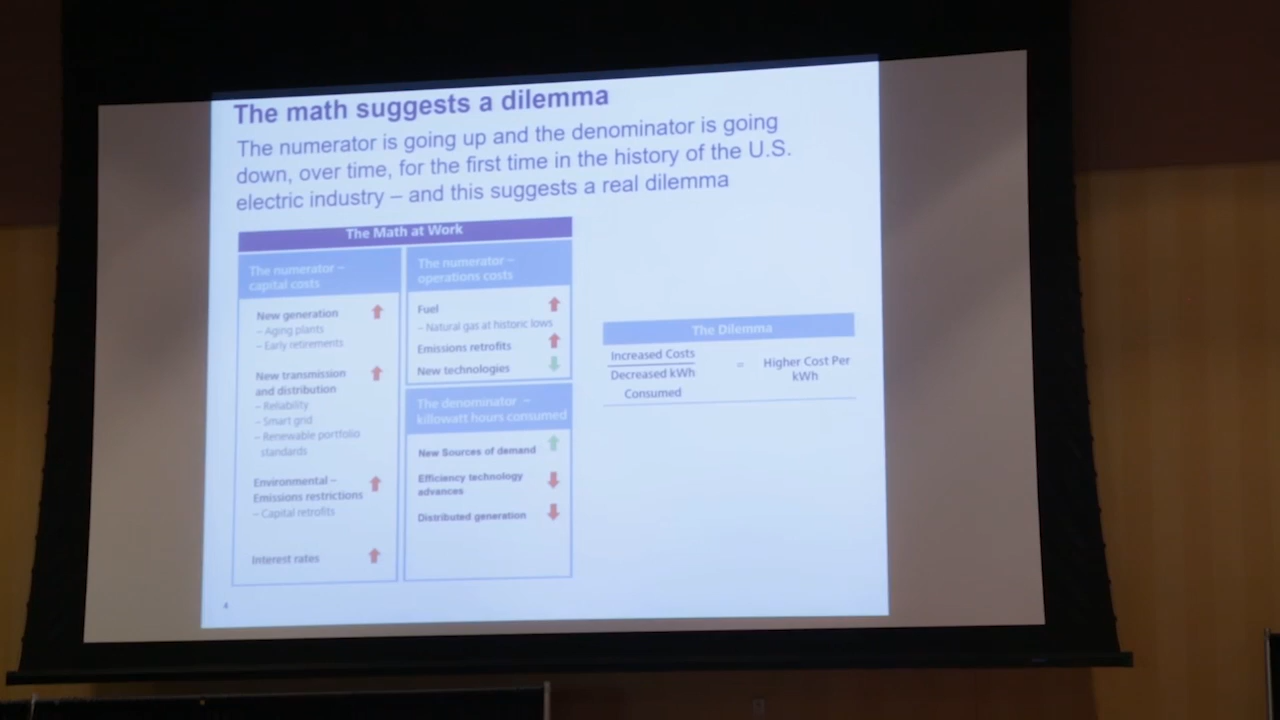 The math suggests a dilemma
The numerator is going up and the denominator is going
down, over time, for the first time in the history of the U.S.
electric industry – and this suggests a real dilemma
The Math at Work
The numerator –
capital costs
New generation
– Aging plants
– Early retirements
New transmission
and distribution
– Reliability
– Smart grid
– Renewable portfolio
standards
Environmental –
Emissions restrictions
– Capital retrofits
Interest rates
The numerator –
operations costs
Fuel
– Natural gas at historic lows
Emissions retrofits
New technologies
The denominator –
killowatt hours consumed
New Sources of demand
Efficiency technology
advances
Distributed generation
The Dilemma
Increased Costs
Decreased kWh
Consumed
=
Higher Cost Per
kWh
4